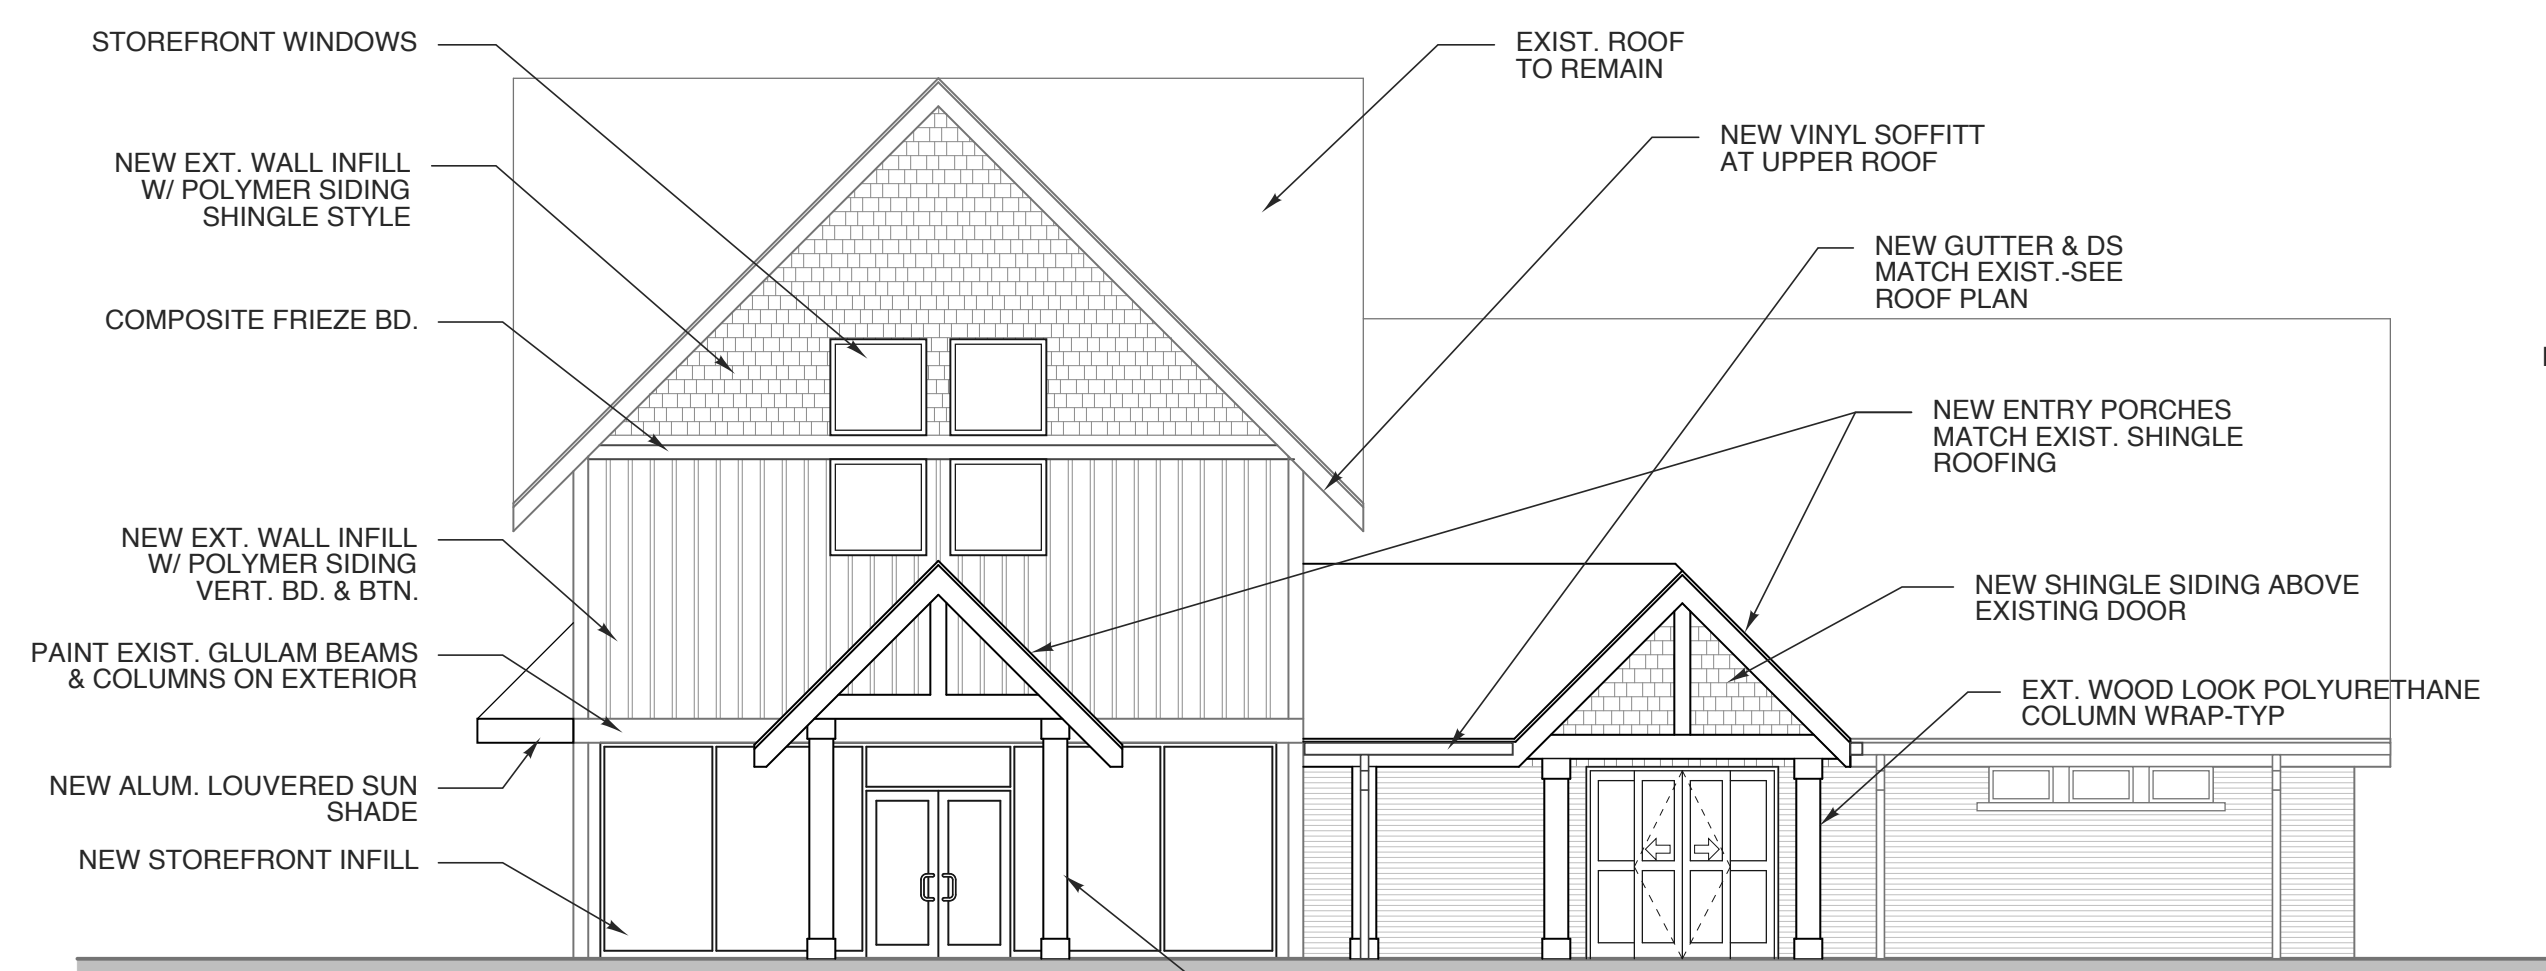 STOREFRONT WINDOWS
NEW EXT. WALL INFILL
W/ POLYMER SIDING
SHINGLE STYLE
COMPOSITE FRIEZE BD.
NEW EXT. WALL INFILL
W/ POLYMER SIDING
VERT. BD. & BTN.
PAINT EXIST. GLULAM BEAMS
& COLUMNS ON EXTERIOR
NEW ALUM. LOUVERED SUN
SHADE
NEW STOREFRONT INFILL
EXIST. ROOF
TO REMAIN
NEW VINYL SOFFITT
AT UPPER ROOF
NEW GUTTER & DS
MATCH EXIST.-SEE
ROOF PLAN
NEW ENTRY PORCHES
MATCH EXIST. SHINGLE
ROOFING
NEW SHINGLE SIDING ABOVE
EXISTING DOOR
EXT. WOOD LOOK POLYURETHANE
COLUMN WRAP-TYP